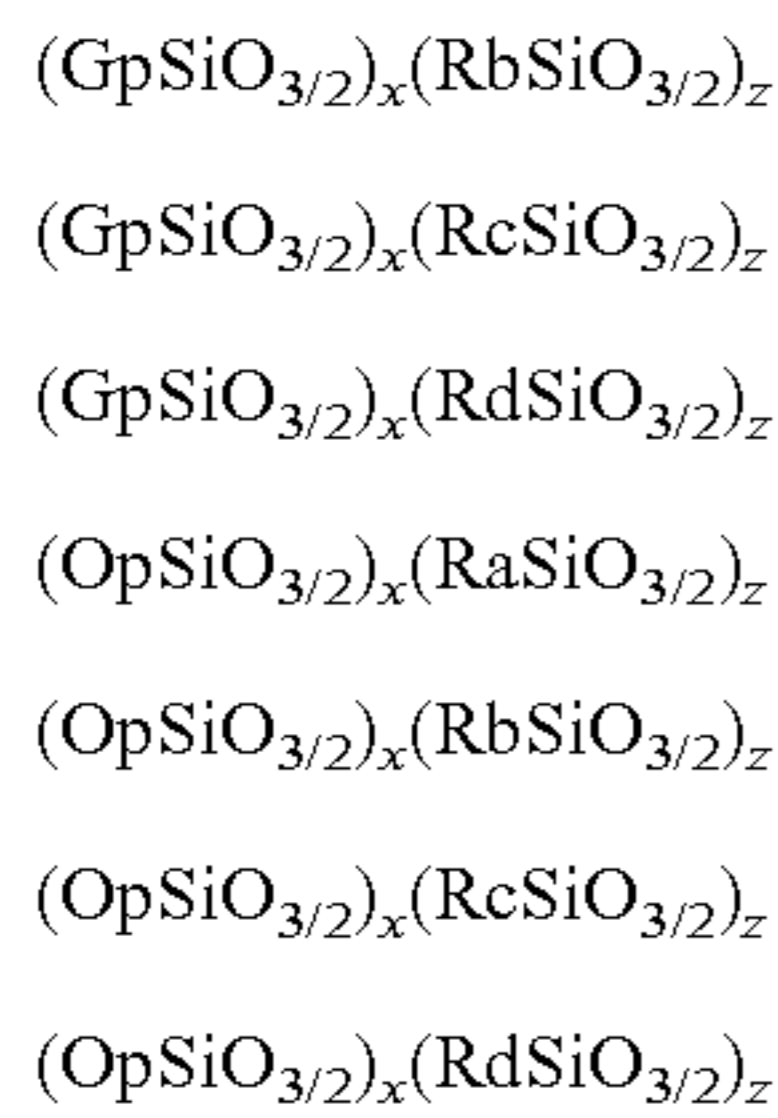 (GpSiO3/2)x(RbSiO3/2)z
(GpSiO3/2)x(RcSiO3/2)z
(GpSiO3/2)x(RdSiO3/2)z
(OpSiO3/2)x(RaSiO3/2)z
(OpSiO3/2)x(RbSiO3/2)z
(OpSiO3/2)x(RcSiO3/2)z
(OpSiO3/2)x(RdSiO3/2)z